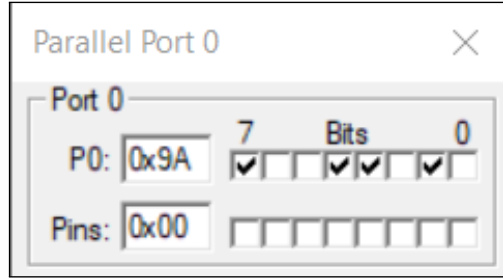 Parallel Port 0
Port 0
7 Bits 0
P0: 0x9A
Pins: 0x00